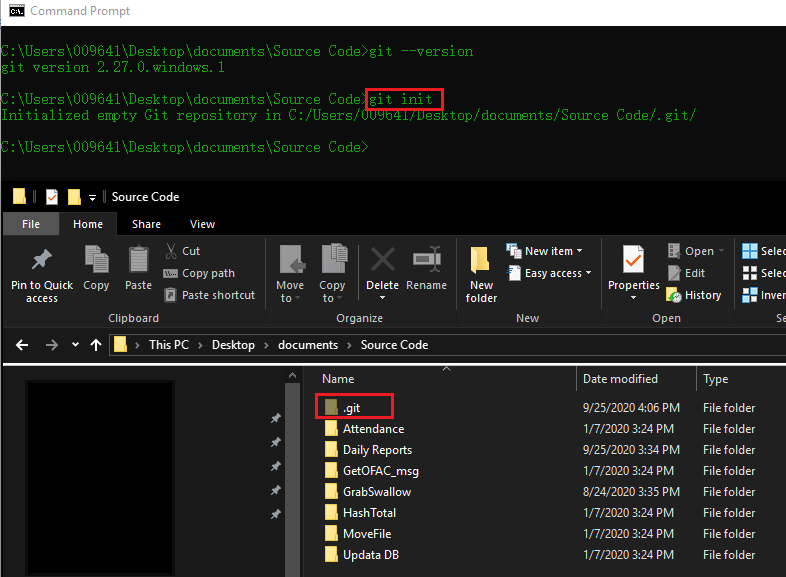 Command Prompt
C:\Users\009641\Desktop\documents\Source Code>git --version
git version 2.27.0.windows.1
C:\Users\009641\Desktop\documents\Source Code>git init
Initialized empty Git repository in C:/Users/009641/Desktop/documents/Source Code/.git/
C:\Users\009641\Desktop\documents\Source Code>
Source Code
File Home Share View
Pin to Quick access
Copy
Paste
Cut
Copy path
Paste shortcut
Clipboard
Move to
Copy to
Delete
Rename
Organize
New folder
New item
Easy access
New
Properties
Open
Edit
History
Open
Selec
Selec
Inver
Se
This PC > Desktop > documents > Source Code
Name Date modified Type
.git 9/25/2020 4:06 PM File folder
Attendance 1/7/2020 3:24 PM File folder
Daily Reports 9/25/2020 3:34 PM File folder
GetOFAC_msg 1/7/2020 3:24 PM File folder
GrabSwallow 8/24/2020 3:35 PM File folder
HashTotal 1/7/2020 3:24 PM File folder
MoveFile 1/7/2020 3:24 PM File folder
Updata DB 1/7/2020 3:24 PM File folder